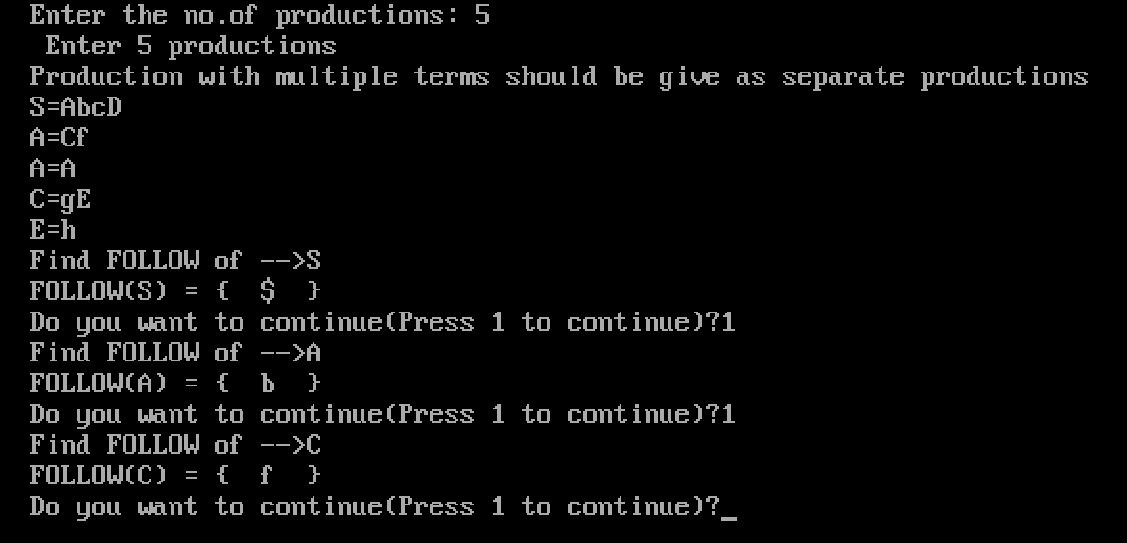 Enter the no.of productions: 5
Enter 5 productions
Production with multiple terms should be give as separate productions
S=AbcD
A=Cf
A=A
C=gE
E=h
Find FOLLOW of -->S
FOLLOW(S) = {  $  }
Do you want to continue(Press 1 to continue)?1
Find FOLLOW of -->A
FOLLOW(A) = {  b  }
Do you want to continue(Press 1 to continue)?1
Find FOLLOW of -->C
FOLLOW(C) = {  f  }
Do you want to continue(Press 1 to continue)?_